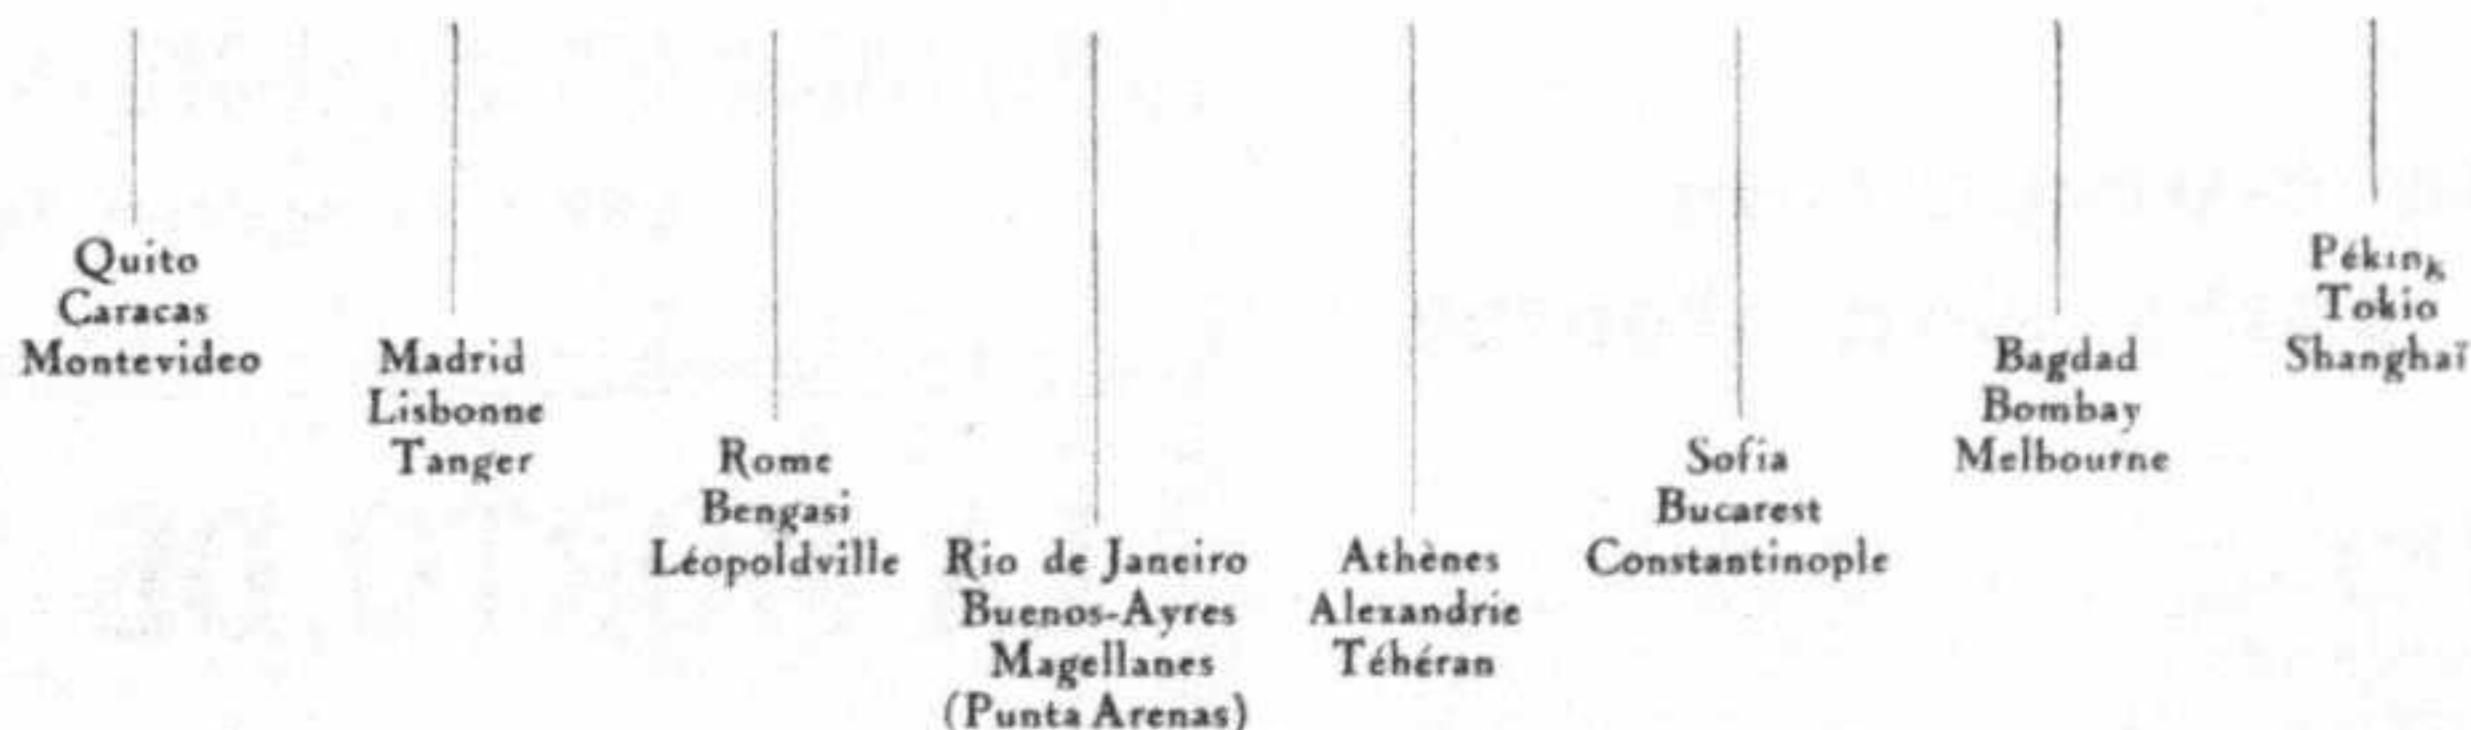 Quito
Caracas
Montevideo
Madrid
Lisbonne
Tanger
Rome
Bengasi
Léopoldville
Rio de Janeiro
Buenos-Ayres
Magellanes
(Punta Arenas)
Athènes
Alexandrie
Téhéran
Sofia
Bucarest
Constantinople
Bagdad
Bombay
Melbourne
Pékink
Tokio
Shanghaï